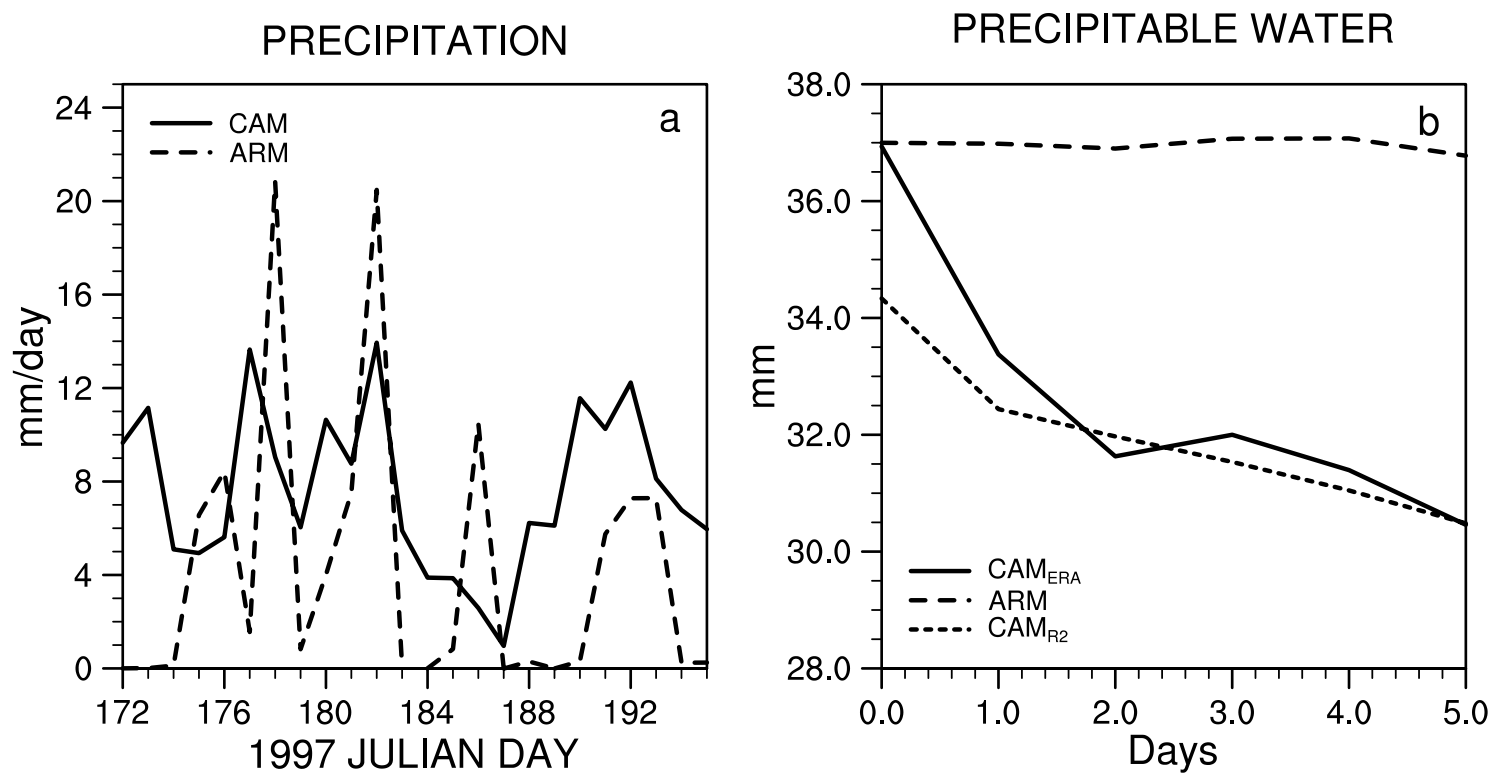 PRECIPITATION
a
CAM
ARM
24
20
16
12
8
4
0
mm/day
172 176 180 184 188 192
1997 JULIAN DAY
PRECIPITABLE WATER
b
38.0
36.0
34.0
32.0
30.0
28.0
mm
CAM_ERA
ARM
CAM_R2
0.0 1.0 2.0 3.0 4.0 5.0
Days